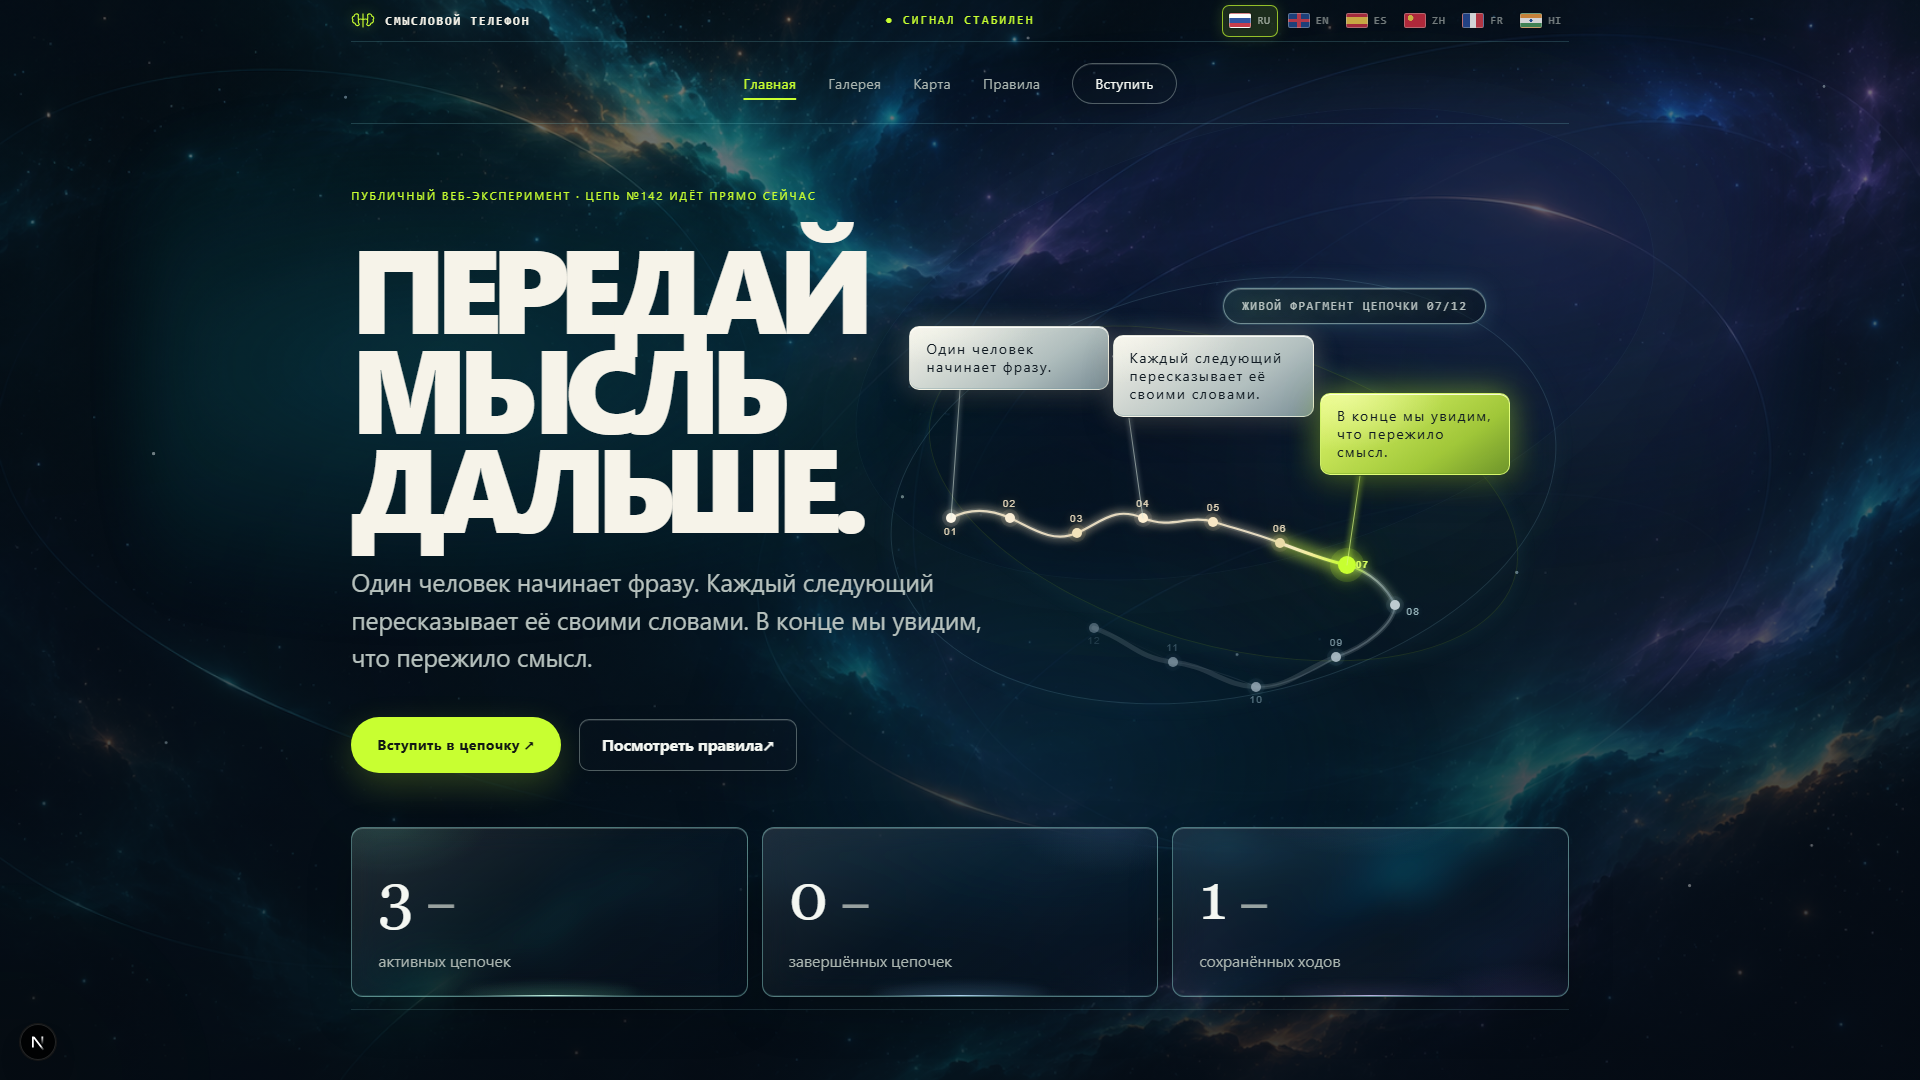 СМЫСЛОВОЙ ТЕЛЕФОН
СИГНАЛ СТАБИЛЕН
RU EN ES ZH FR HI
Главная Галерея Карта Правила Вступить
ПУБЛИЧНЫЙ ВЕБ-ЭКСПЕРИМЕНТ · ЦЕПЬ №142 ИДЁТ ПРЯМО СЕЙЧАС
ПЕРЕДАЙ
МЫСЛЬ
ДАЛЬШЕ.
Один человек начинает фразу. Каждый следующий
пересказывает её своими словами. В конце мы увидим,
что пережило смысл.
Вступить в цепочку ↗
Посмотреть правила↗
ЖИВОЙ ФРАГМЕНТ ЦЕПОЧКИ 07/12
Один человек
начинает фразу.
Каждый следующий
пересказывает её
своими словами.
В конце мы увидим,
что пережило
смысл.
01
02
03
04
05
06
07
08
09
10
11
12
3 –
активных цепочек
0 –
завершённых цепочек
1 –
сохранённых ходов
N